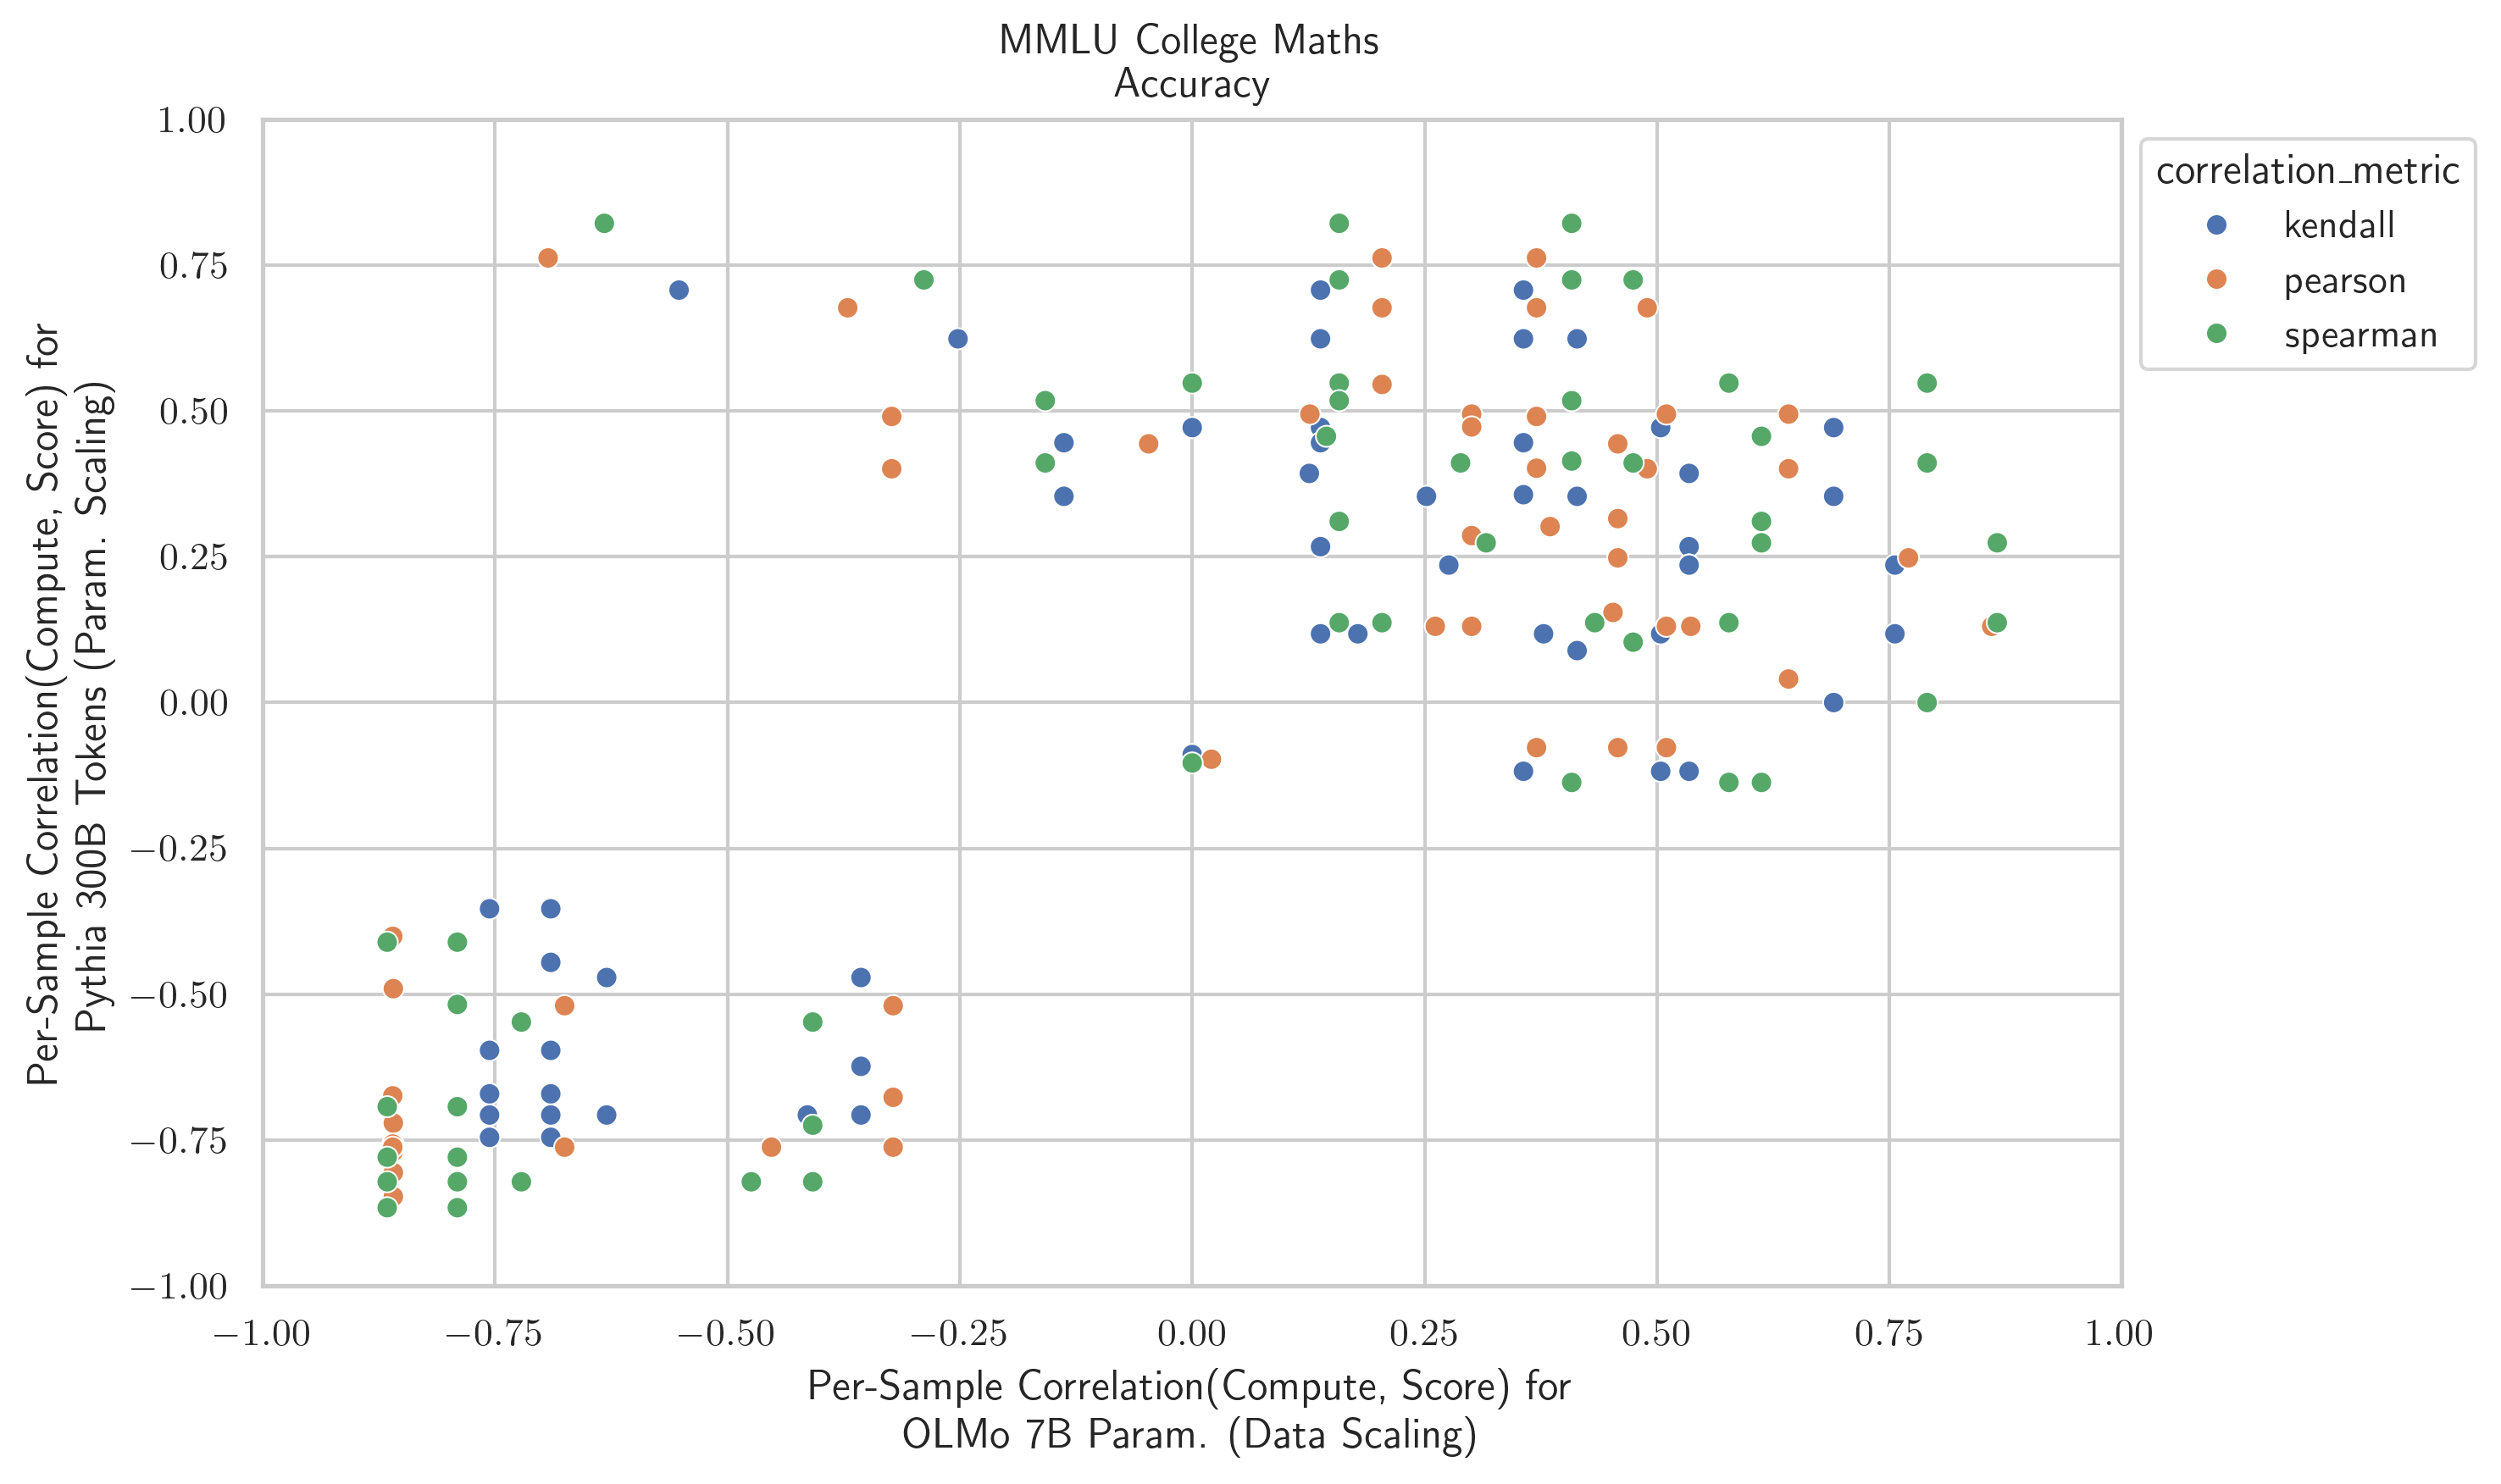 MMLU College Maths
Accuracy
correlation_metric
kendall
pearson
spearman
Per-Sample Correlation(Compute, Score) for
Pythia 300B Tokens (Param. Scaling)
1.00
0.75
0.50
0.25
0.00
−0.25
−0.50
−0.75
−1.00
−1.00 −0.75 −0.50 −0.25 0.00 0.25 0.50 0.75 1.00
Per-Sample Correlation(Compute, Score) for
OLMo 7B Param. (Data Scaling)